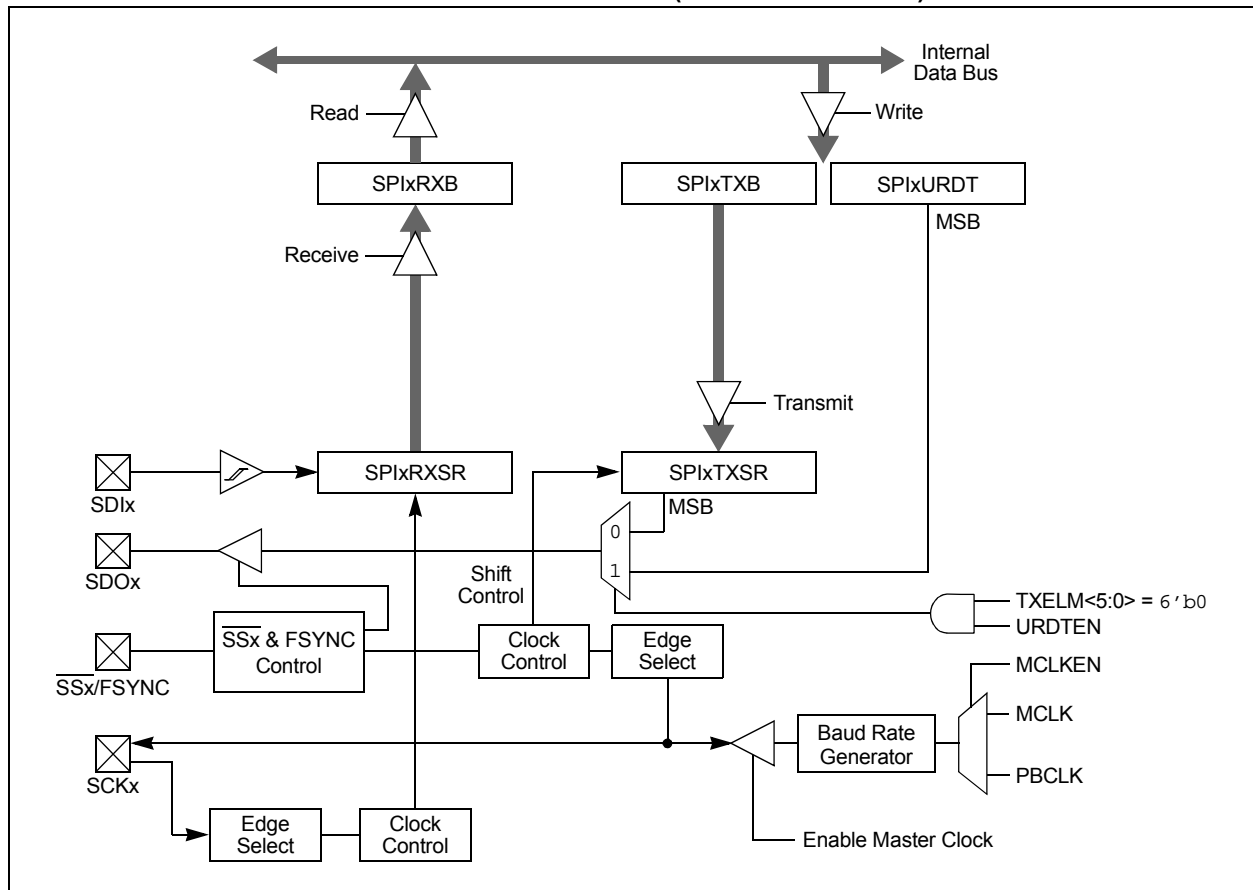 Internal
Data Bus
Read
Write
SPIxRXB
SPIxTXB
SPIxURDT
MSB
Receive
Transmit
SPIxRXSR
SPIxTXSR
SDIx
MSB
0
SDOx
1
Shift
Control
TXELM<5:0> = 6'b0
URDTEN
SSx & FSYNC
Control
Clock
Control
Edge
Select
SSx/FSYNC
MCLKEN
MCLK
Baud Rate
Generator
PBCLK
SCKx
Edge
Select
Clock
Control
Enable Master Clock